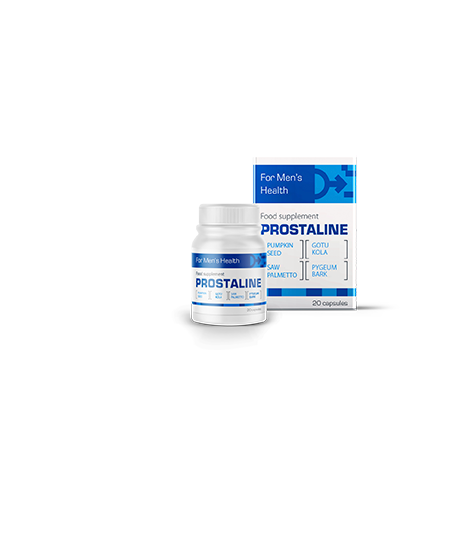 For Men's
Health
Food supplement
PROSTALINE
PUMPKIN
SEED
GOTU
KOLA
SAW
PALMETTO
PYGEUM
BARK
20 capsules
For Men's Health
Food supplement
PROSTALINE